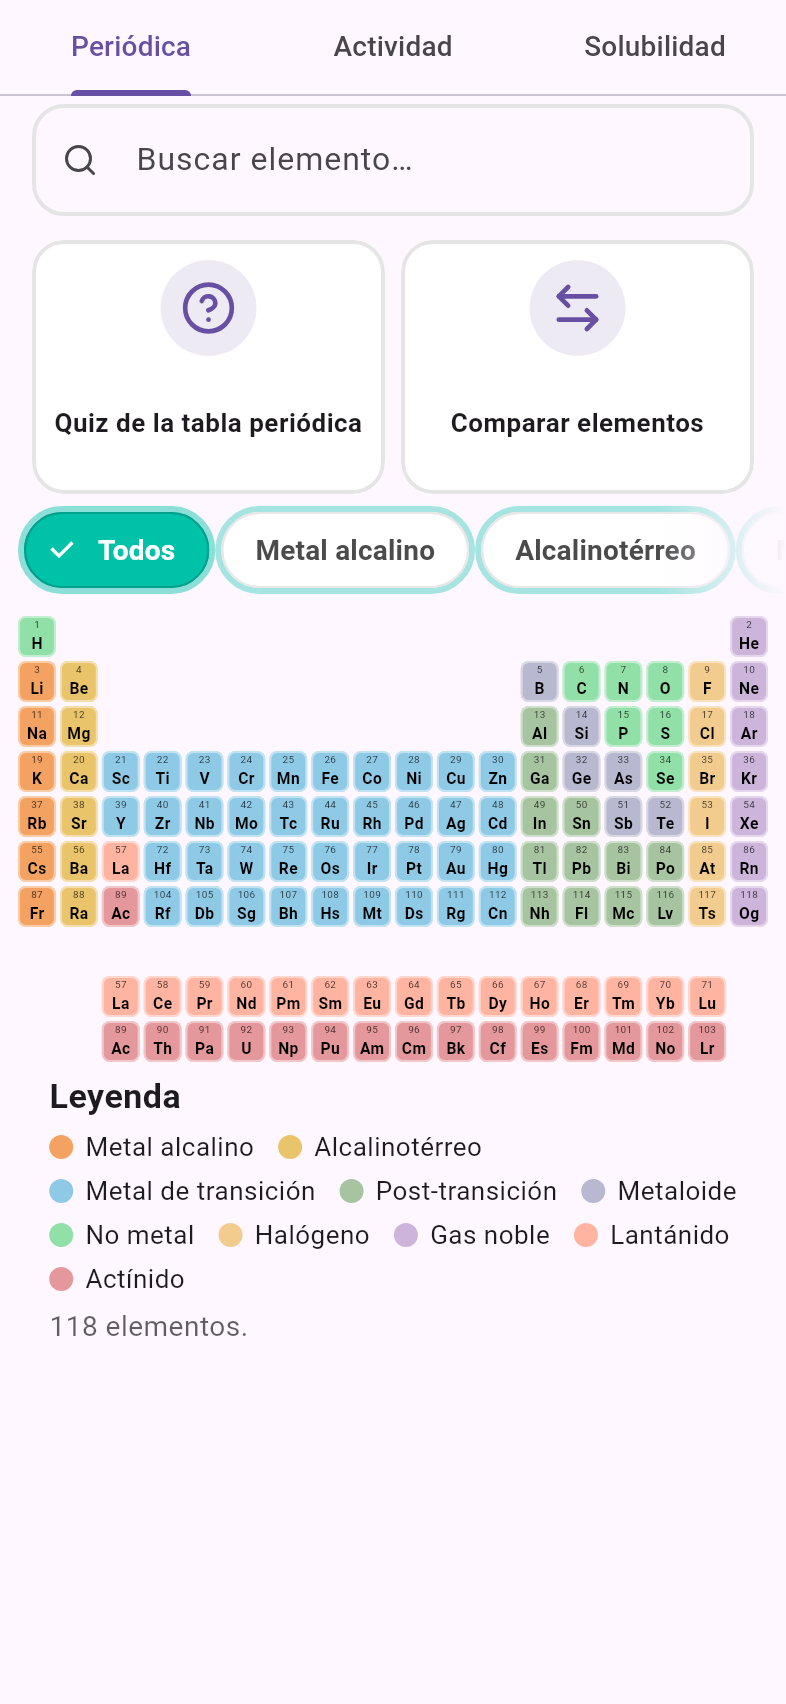 Periódica Actividad Solubilidad
Buscar elemento...
Quiz de la tabla periódica Comparar elementos
Todos Metal alcalino Alcalinotérreo
1 2
H He
3 4 5 6 7 8 9 10
Li Be B C N O F Ne
11 12 13 14 15 16 17 18
Na Mg Al Si P S Cl Ar
19 20 21 22 23 24 25 26 27 28 29 30 31 32 33 34 35 36
K Ca Sc Ti V Cr Mn Fe Co Ni Cu Zn Ga Ge As Se Br Kr
37 38 39 40 41 42 43 44 45 46 47 48 49 50 51 52 53 54
Rb Sr Y Zr Nb Mo Tc Ru Rh Pd Ag Cd In Sn Sb Te I Xe
55 56 57 72 73 74 75 76 77 78 79 80 81 82 83 84 85 86
Cs Ba La Hf Ta W Re Os Ir Pt Au Hg Tl Pb Bi Po At Rn
87 88 89 104 105 106 107 108 109 110 111 112 113 114 115 116 117 118
Fr Ra Ac Rf Db Sg Bh Hs Mt Ds Rg Cn Nh Fl Mc Lv Ts Og
57 58 59 60 61 62 63 64 65 66 67 68 69 70 71
La Ce Pr Nd Pm Sm Eu Gd Tb Dy Ho Er Tm Yb Lu
89 90 91 92 93 94 95 96 97 98 99 100 101 102 103
Ac Th Pa U Np Pu Am Cm Bk Cf Es Fm Md No Lr
Leyenda
Metal alcalino Alcalinotérreo
Metal de transición Post-transición Metaloide
No metal Halógeno Gas noble Lantánido
Actínido
118 elementos.